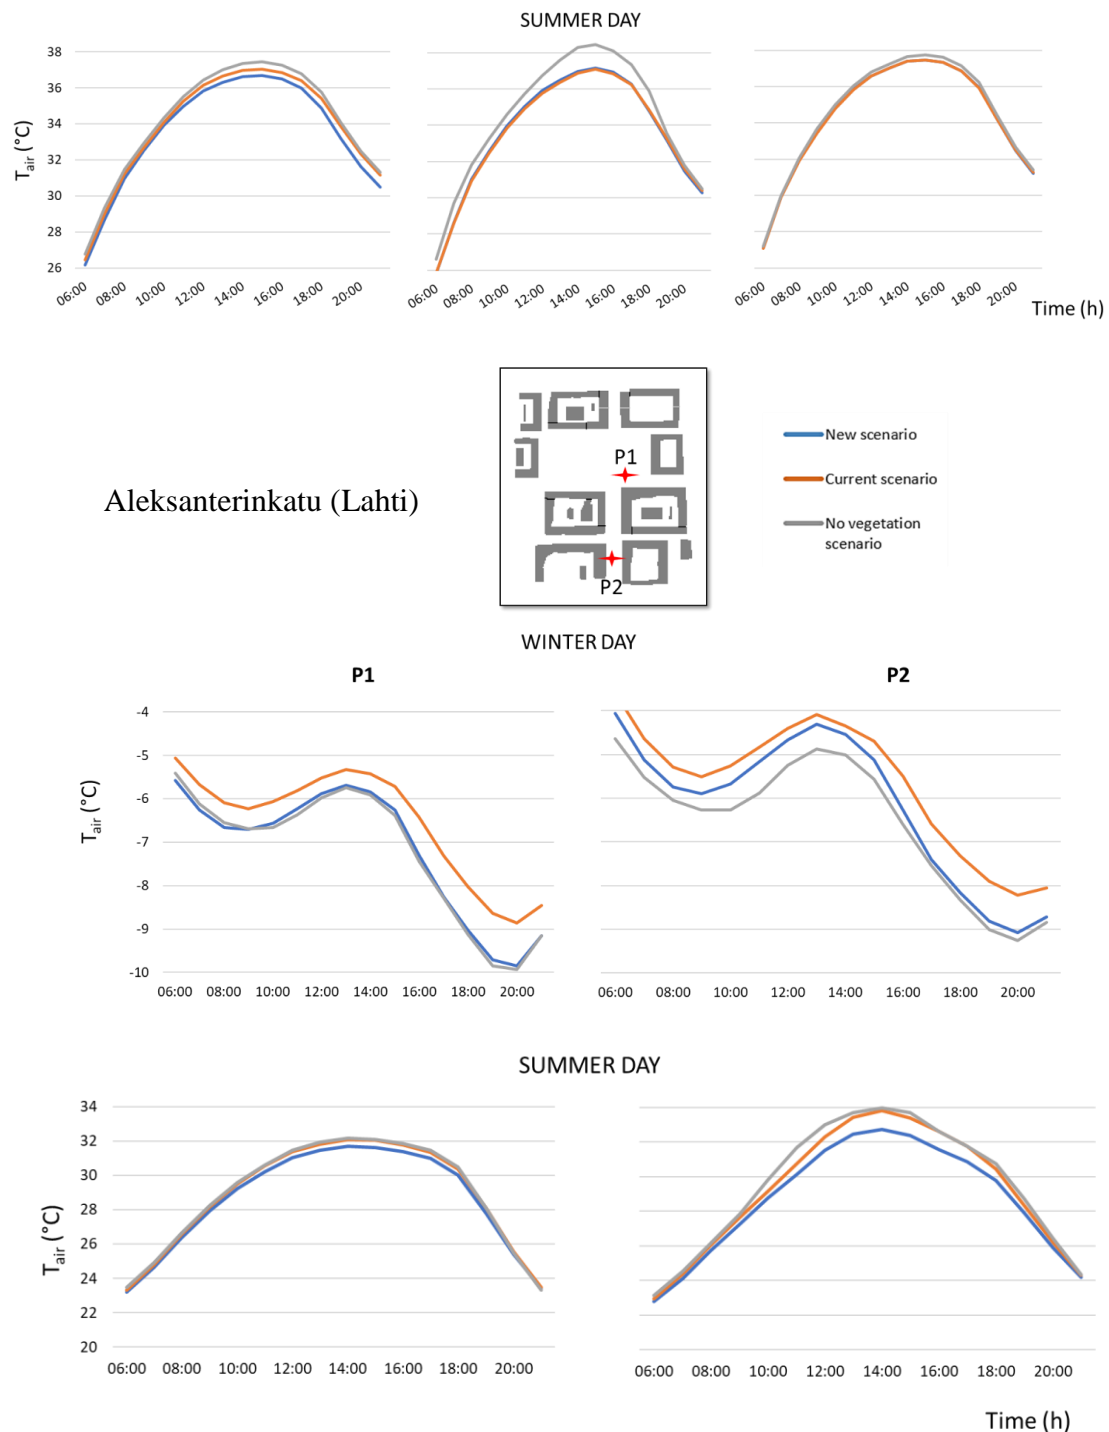 SUMMER DAY
38
36
34
32
30
28
26
T air (°C)
06:00 08:00 10:00 12:00 14:00 16:00 18:00 20:00
06:00 08:00 10:00 12:00 14:00 16:00 18:00 20:00
06:00 08:00 10:00 12:00 14:00 16:00 18:00 20:00
Time (h)
Aleksanterinkatu (Lahti)
P1
P2
New scenario
Current scenario
No vegetation
scenario
WINTER DAY
P1 P2
-4
-5
-6
-7
-8
-9
-10
T air (°C)
06:00 08:00 10:00 12:00 14:00 16:00 18:00 20:00
06:00 08:00 10:00 12:00 14:00 16:00 18:00 20:00
SUMMER DAY
34
32
30
28
26
24
22
20
T air (°C)
06:00 08:00 10:00 12:00 14:00 16:00 18:00 20:00
06:00 08:00 10:00 12:00 14:00 16:00 18:00 20:00
Time (h)